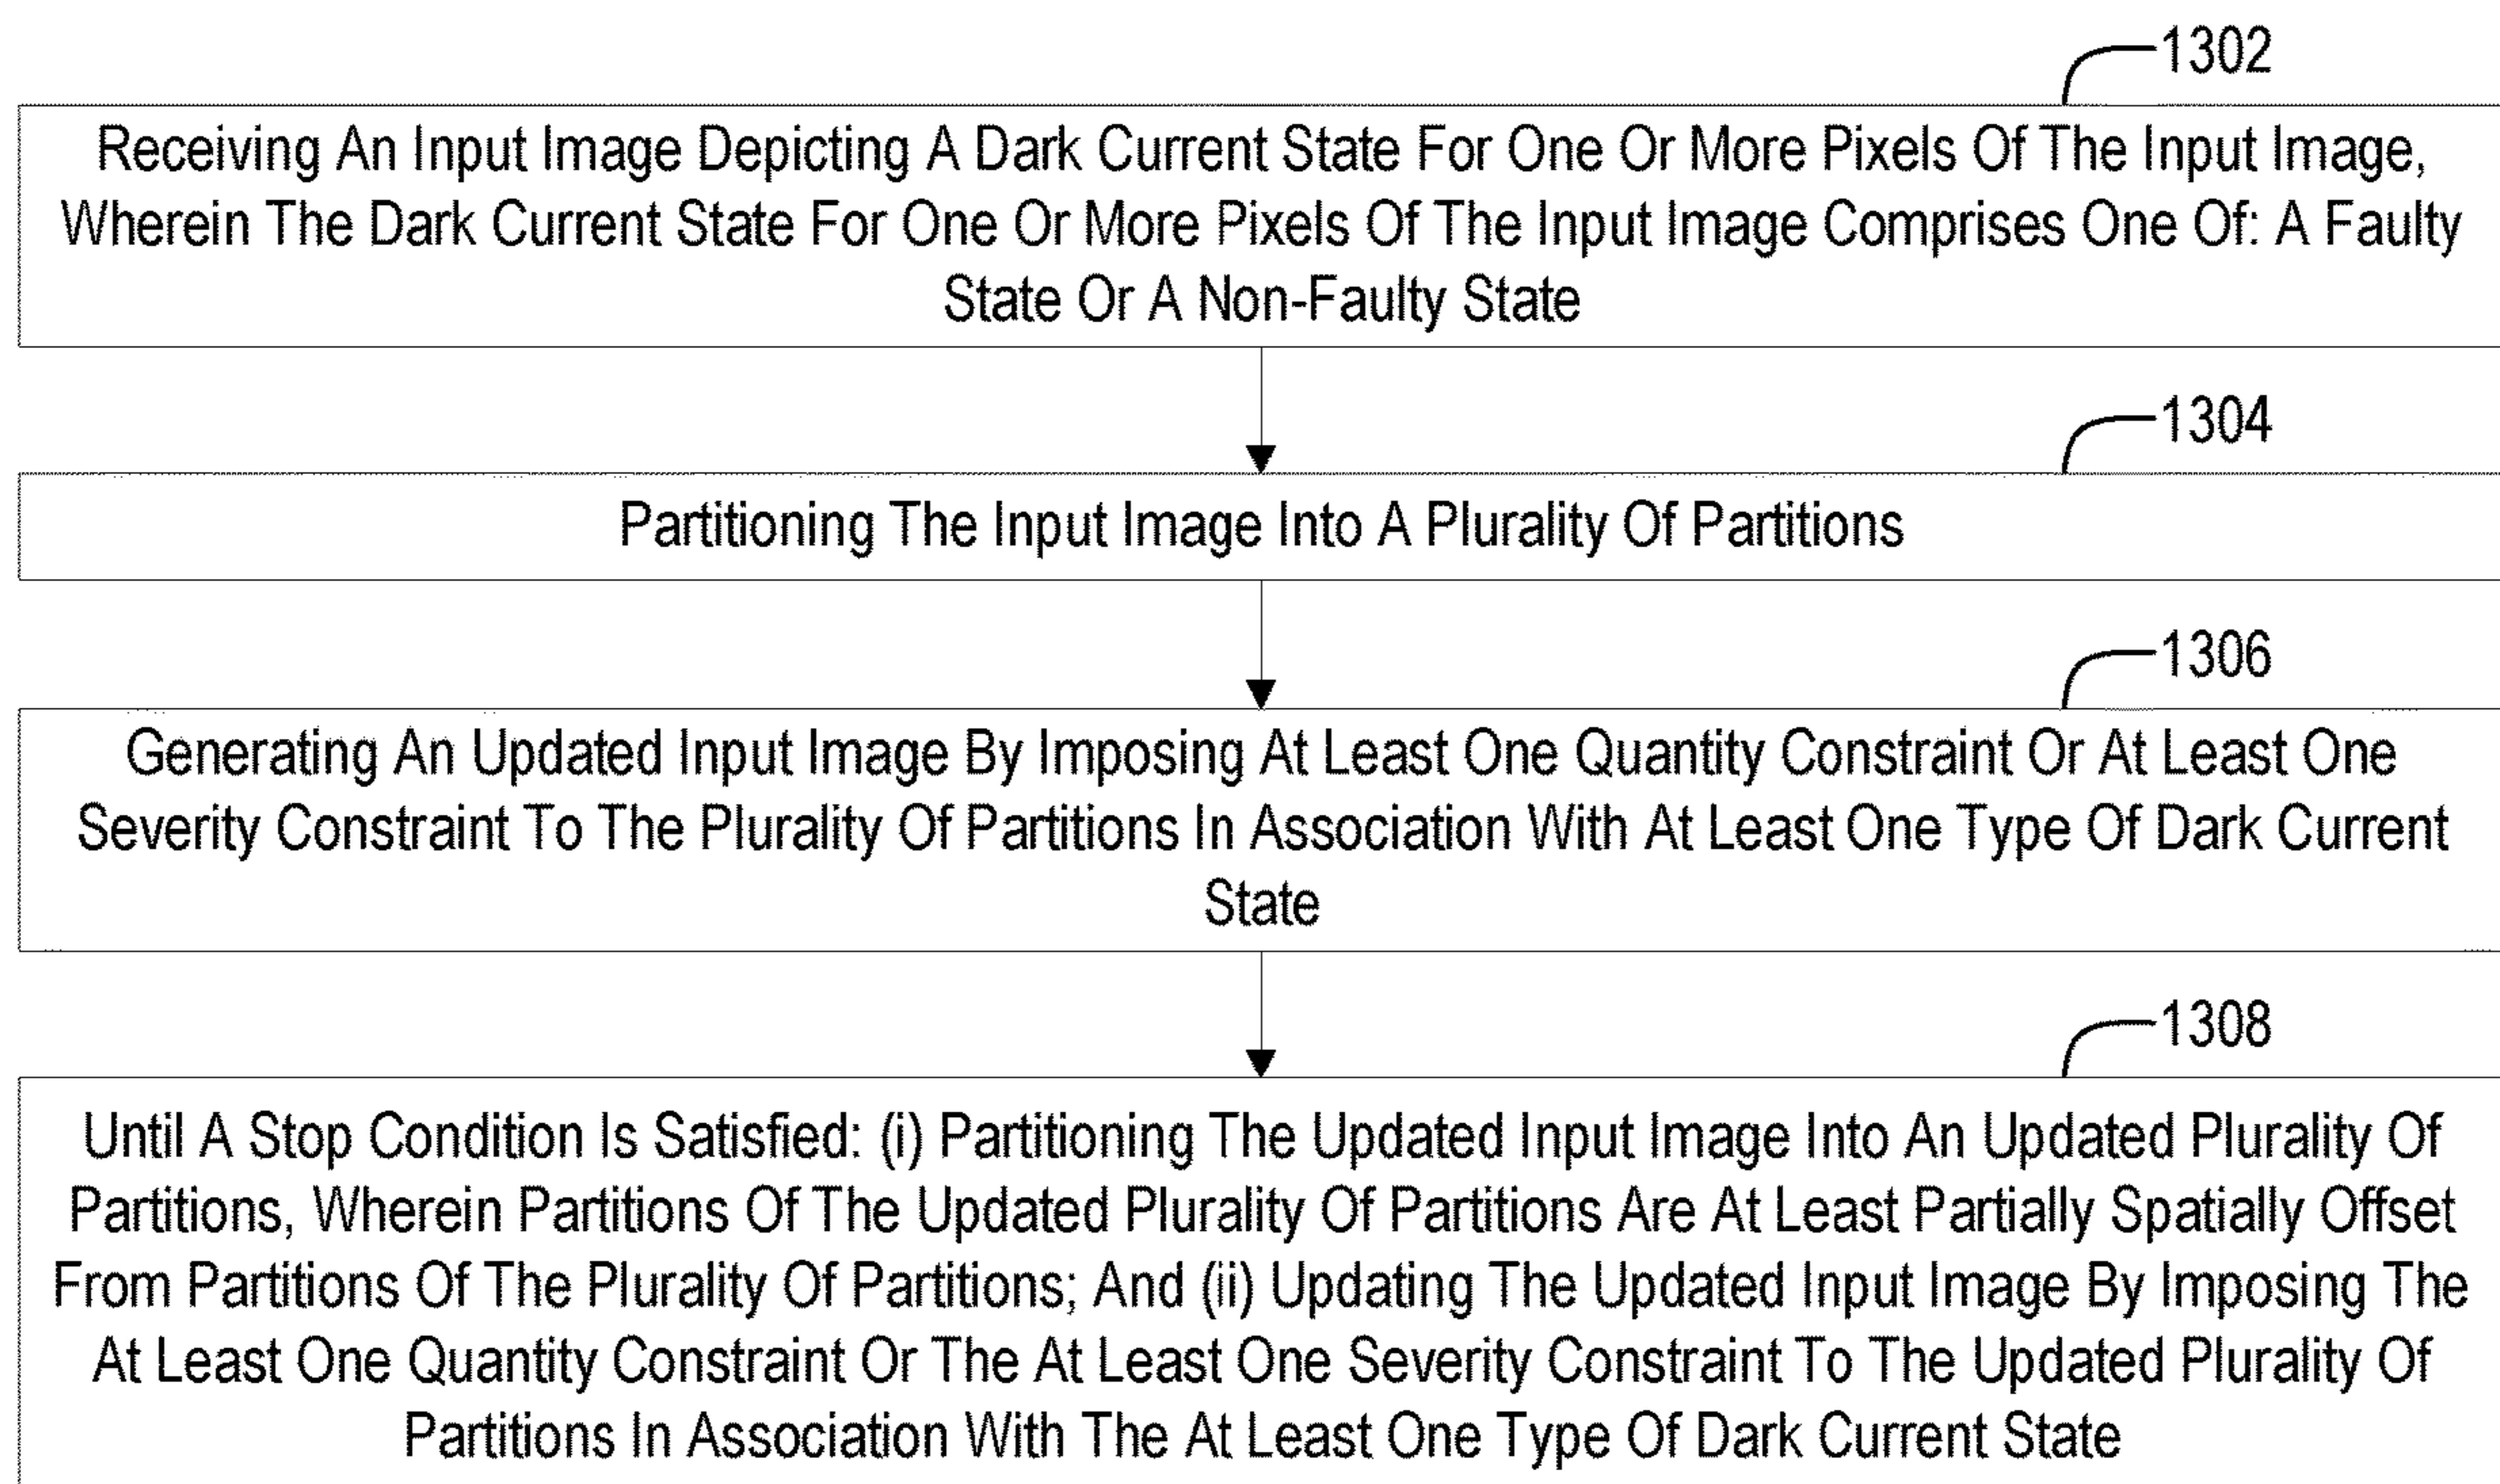 1302
Receiving An Input Image Depicting A Dark Current State For One Or More Pixels Of The Input Image,
Wherein The Dark Current State For One Or More Pixels Of The Input Image Comprises One Of: A Faulty
State Or A Non-Faulty State
1304
Partitioning The Input Image Into A Plurality Of Partitions
1306
Generating An Updated Input Image By Imposing At Least One Quantity Constraint Or At Least One
Severity Constraint To The Plurality Of Partitions In Association With At Least One Type Of Dark Current
State
1308
Until A Stop Condition Is Satisfied: (i) Partitioning The Updated Input Image Into An Updated Plurality Of
Partitions, Wherein Partitions Of The Updated Plurality Of Partitions Are At Least Partially Spatially Offset
From Partitions Of The Plurality Of Partitions; And (ii) Updating The Updated Input Image By Imposing The
At Least One Quantity Constraint Or The At Least One Severity Constraint To The Updated Plurality Of
Partitions In Association With The At Least One Type Of Dark Current State